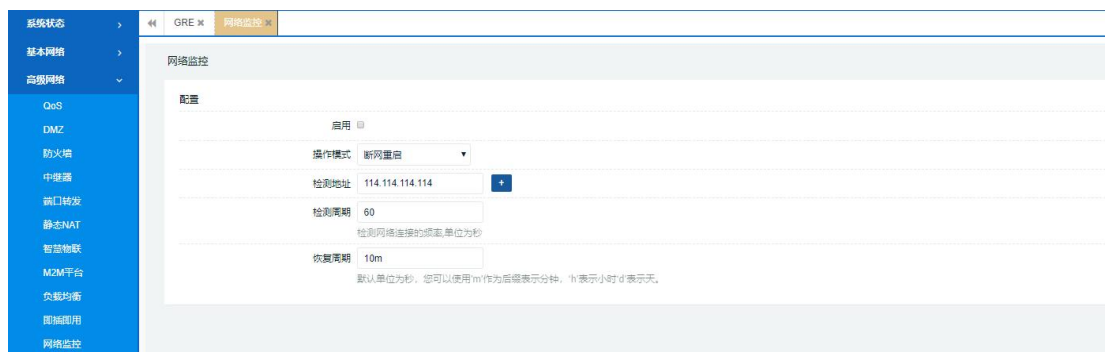 系统状态
GRE
网络监控
基本网络
网络监控
高级网络
配置
QoS
启用
DMZ
操作模式 断网重启
防火墙
检测地址 114.114.114.114 +
中继器
检测周期 60
端口转发
检测网络连接的频率,单位为秒
静态NAT
恢复周期 10m
智慧物联
默认单位为秒，您可以使用'm'作为后缀表示分钟，'h'表示小时'd'表示天。
M2M平台
负载均衡
即插即用
网络监控